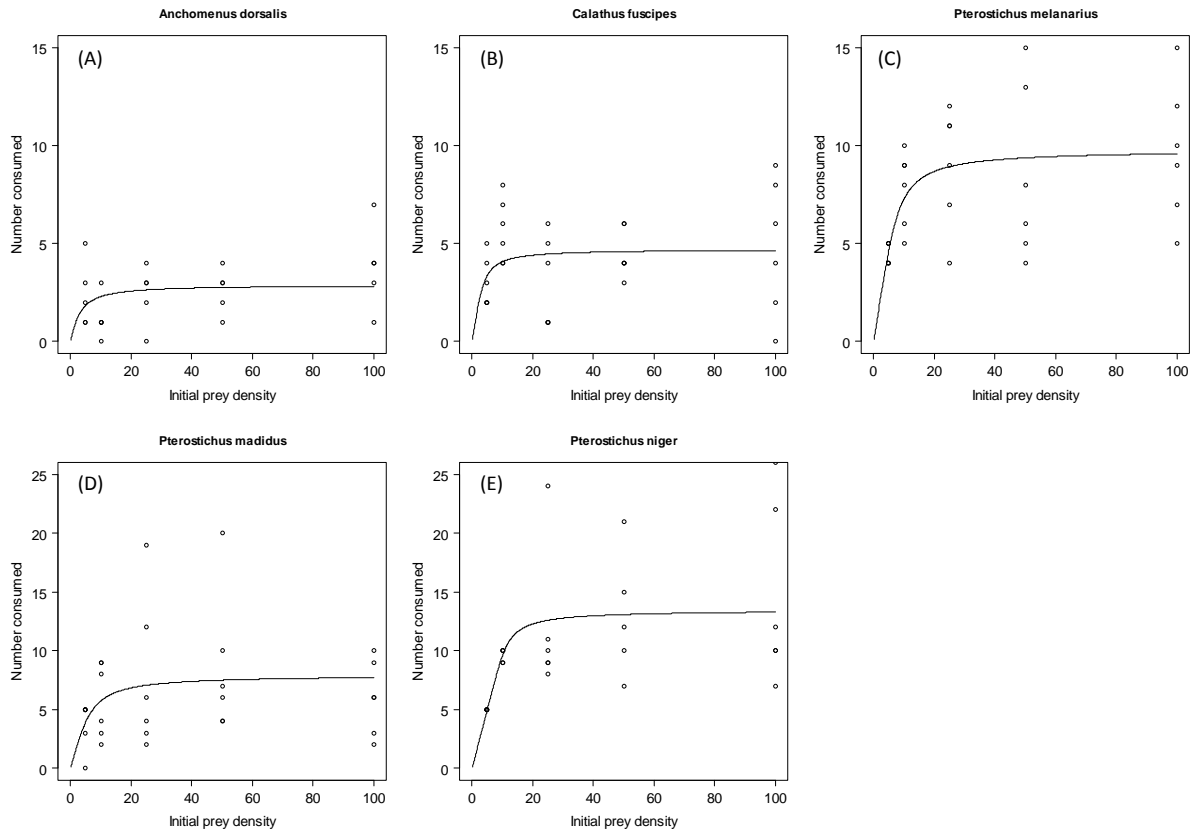 Anchomenus dorsalis
(A)
Number consumed
15
10
5
0
0 20 40 60 80 100
Initial prey density
Calathus fuscipes
(B)
Number consumed
15
10
5
0
0 20 40 60 80 100
Initial prey density
Pterostichus melanarius
(C)
Number consumed
15
10
5
0
0 20 40 60 80 100
Initial prey density
Pterostichus madidus
(D)
Number consumed
25
20
15
10
5
0
0 20 40 60 80 100
Initial prey density
Pterostichus niger
(E)
Number consumed
25
20
15
10
5
0
0 20 40 60 80 100
Initial prey density